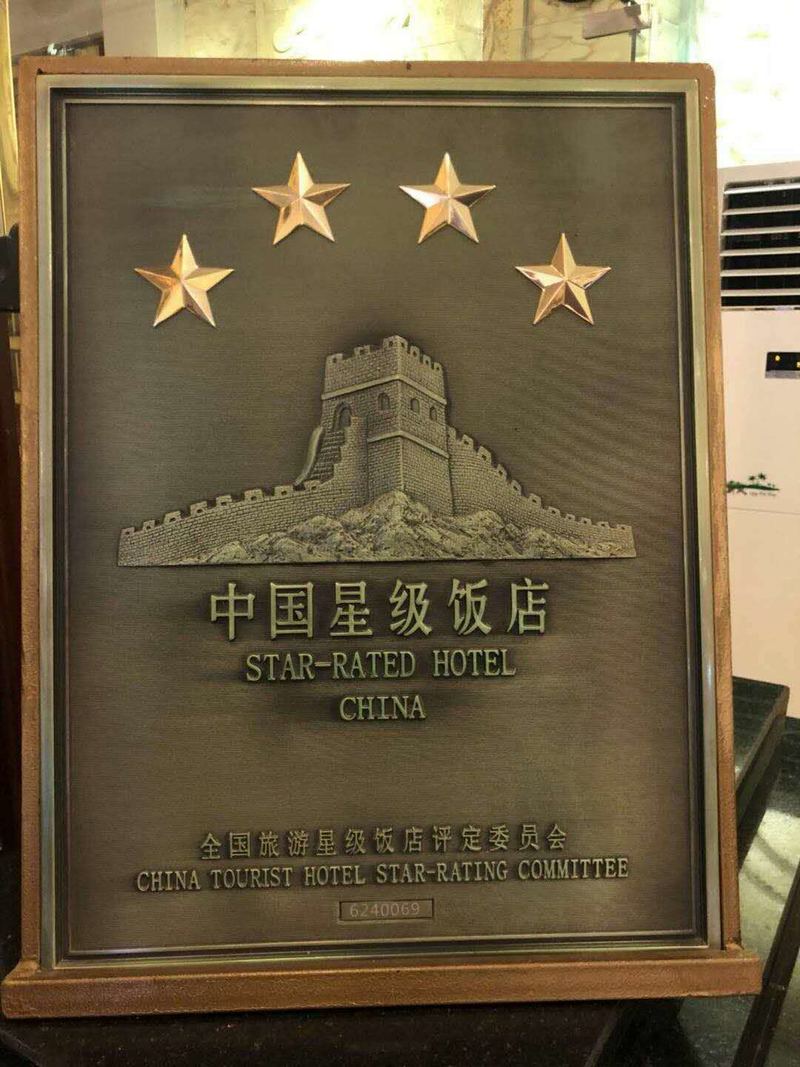 中国星级饭店
STAR-RATED HOTEL
CHINA
全国旅游星级饭店评定委员会
CHINA TOURIST HOTEL STAR-RATING COMMITTEE
6240069